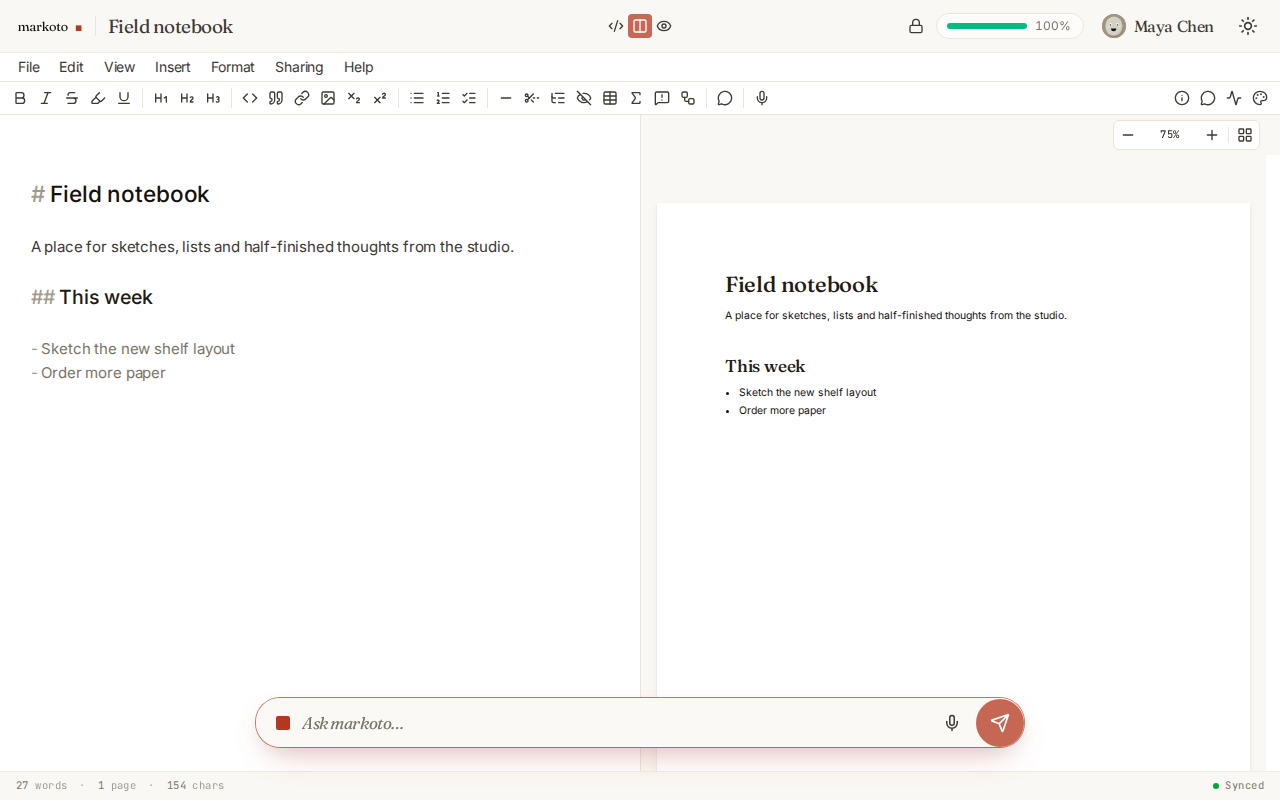 markoto
Field notebook
100%
Maya Chen
File Edit View Insert Format Sharing Help
H1 H2 H3
75%
# Field notebook
A place for sketches, lists and half-finished thoughts from the studio.
## This week
- Sketch the new shelf layout
- Order more paper
Field notebook
A place for sketches, lists and half-finished thoughts from the studio.
This week
• Sketch the new shelf layout
• Order more paper
Ask markoto...
27 words · 1 page · 154 chars
Synced